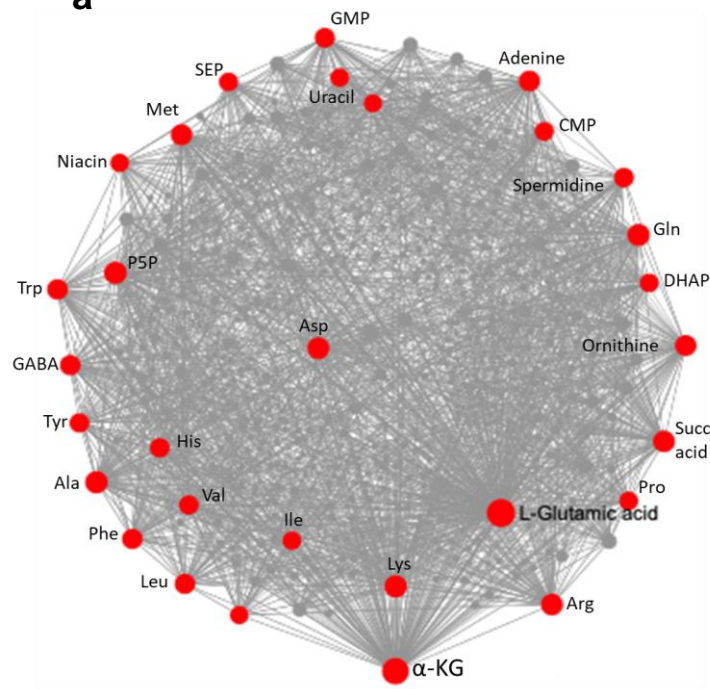 a
GMP
SEP
Adenine
Uracil
Met
CMP
Niacin
Spermidine
Gln
P5P
DHAP
Trp
Asp
Ornithine
GABA
Tyr
Succ
acid
His
Ala
Pro
Val
L-Glutamic acid
Ile
Phe
Lys
Leu
Arg
α-KG